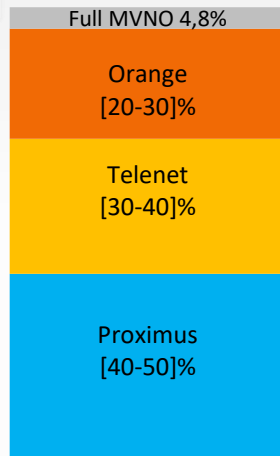 Full MVNO 4,8%
Orange
[20-30]%
Telenet
[30-40]%
Proximus
[40-50]%